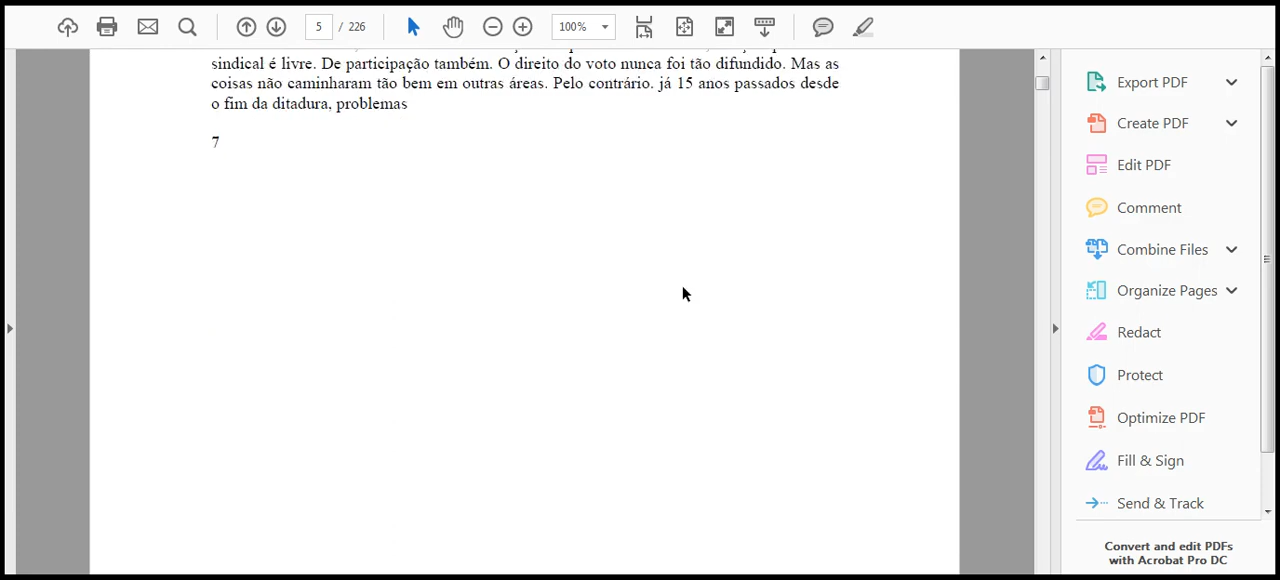 5 / 226
100%
sindical é livre. De participação também. O direito do voto nunca foi tão difundido. Mas as
coisas não caminharam tão bem em outras áreas. Pelo contrário. já 15 anos passados desde
o fim da ditadura, problemas
7
Export PDF
Create PDF
Edit PDF
Comment
Combine Files
Organize Pages
Redact
Protect
Optimize PDF
Fill & Sign
Send & Track
Convert and edit PDFs
with Acrobat Pro DC